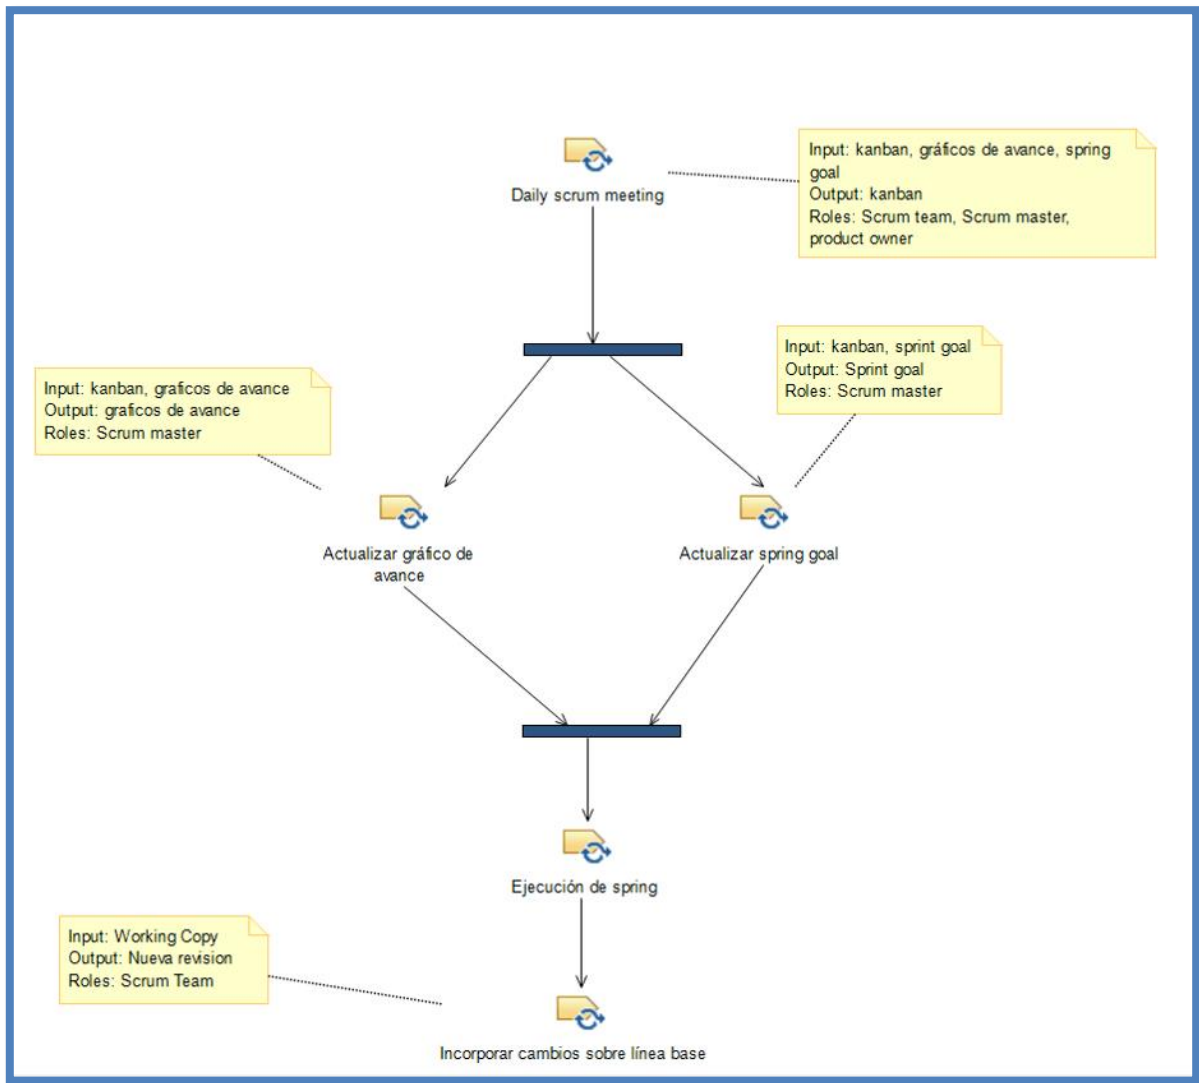 Input: kanban, gráficos de avance, spring
goal
Output: kanban
Roles: Scrum team, Scrum master,
product owner
Daily scrum meeting
Input: kanban, sprint goal
Output: Sprint goal
Roles: Scrum master
Input: kanban, graficos de avance
Output: graficos de avance
Roles: Scrum master
Actualizar gráfico de
avance
Actualizar spring goal
Ejecución de spring
Input: Working Copy
Output: Nueva revision
Roles: Scrum Team
Incorporar cambios sobre línea base